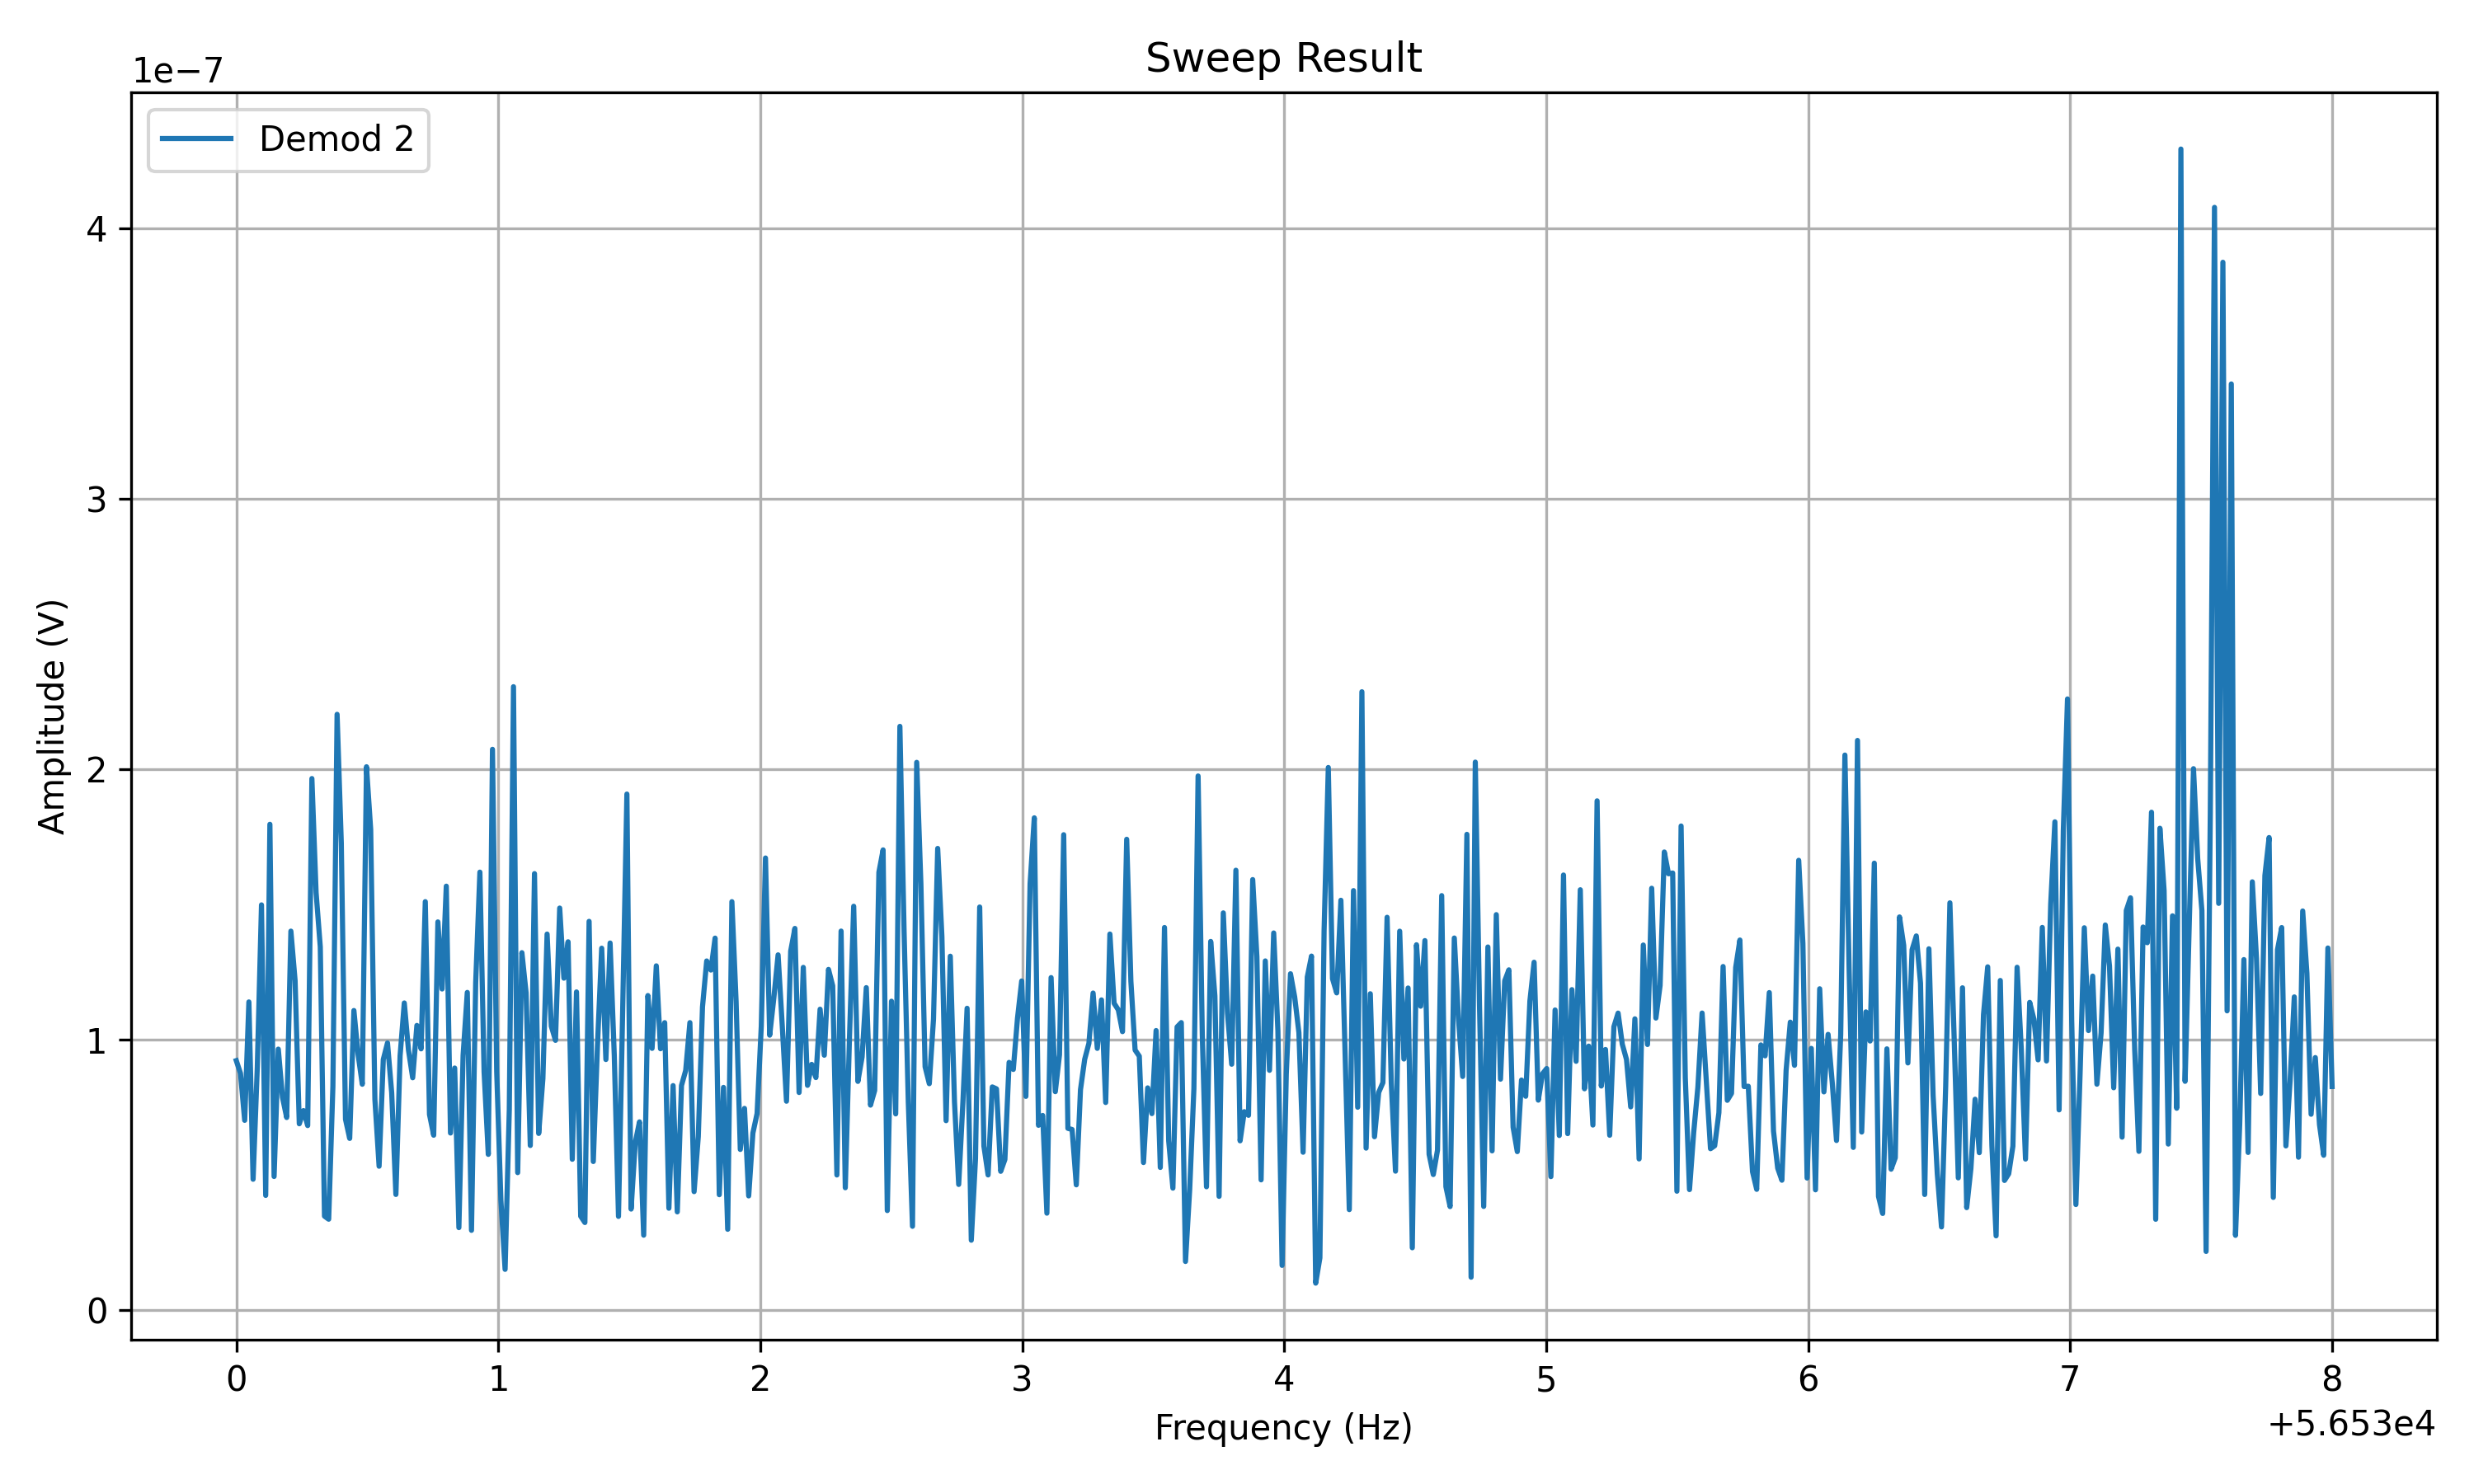 Sweep Result
1e−7
Demod 2
4
3
2
1
0
Amplitude (V)
0 1 2 3 4 5 6 7 8
Frequency (Hz)
+5.653e4